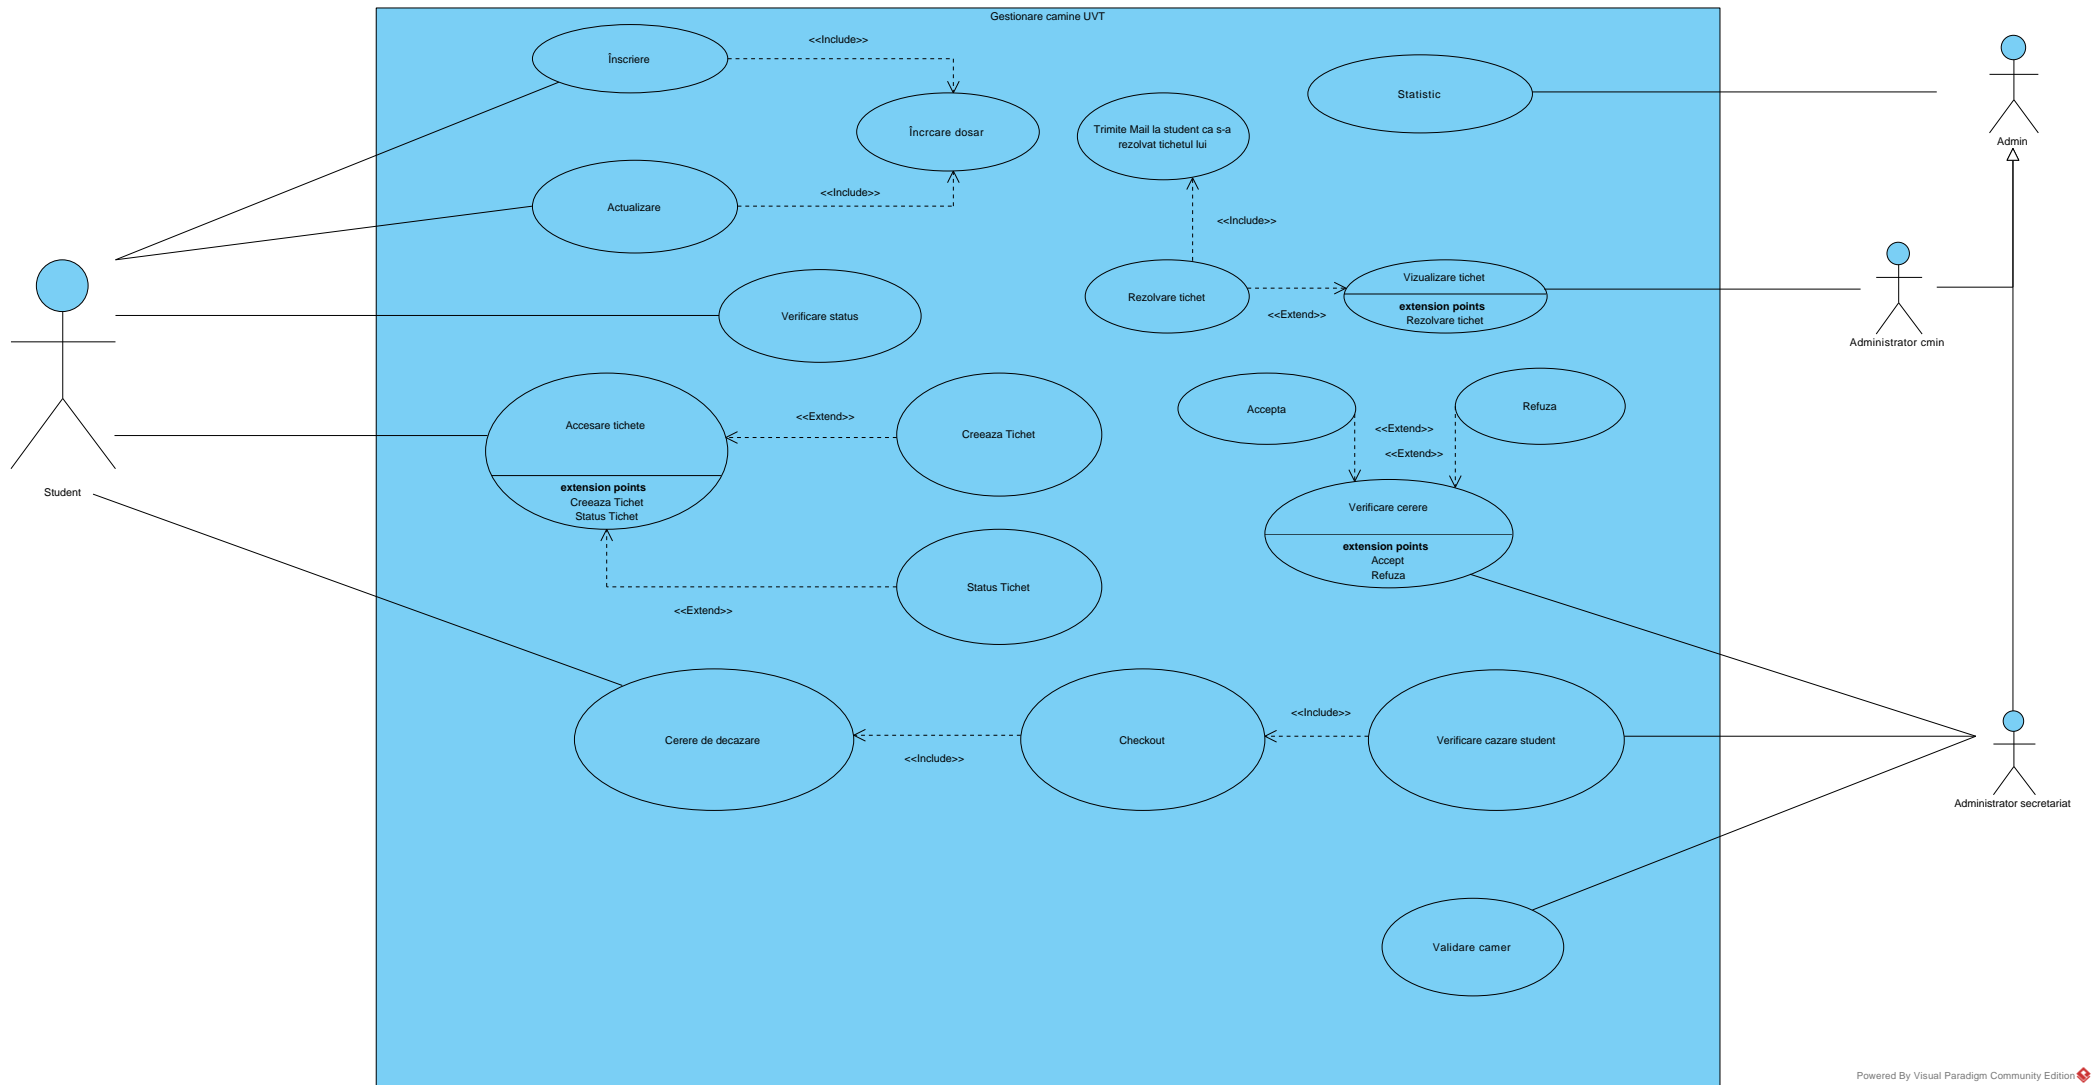 Gestionare camine UVT
Înscriere
<<Include>>
Încrcare dosar
Actualizare
<<Include>>
Trimite Mail la student ca s-a
rezolvat tichetul lui
Statistic
Admin
<<Include>>
Verificare status
Rezolvare tichet
<<Extend>>
Vizualizare tichet
extension points
Rezolvare tichet
Administrator cmin
Student
Accesare tichete
extension points
Creeaza Tichet
Status Tichet
<<Extend>>
Creeaza Tichet
Accepta
Refuza
<<Extend>>
<<Extend>>
Verificare cerere
extension points
Accept
Refuza
Status Tichet
<<Extend>>
Cerere de decazare
<<Include>>
Checkout
<<Include>>
Verificare cazare student
Administrator secretariat
Validare camer
Powered By Visual Paradigm Community Edition